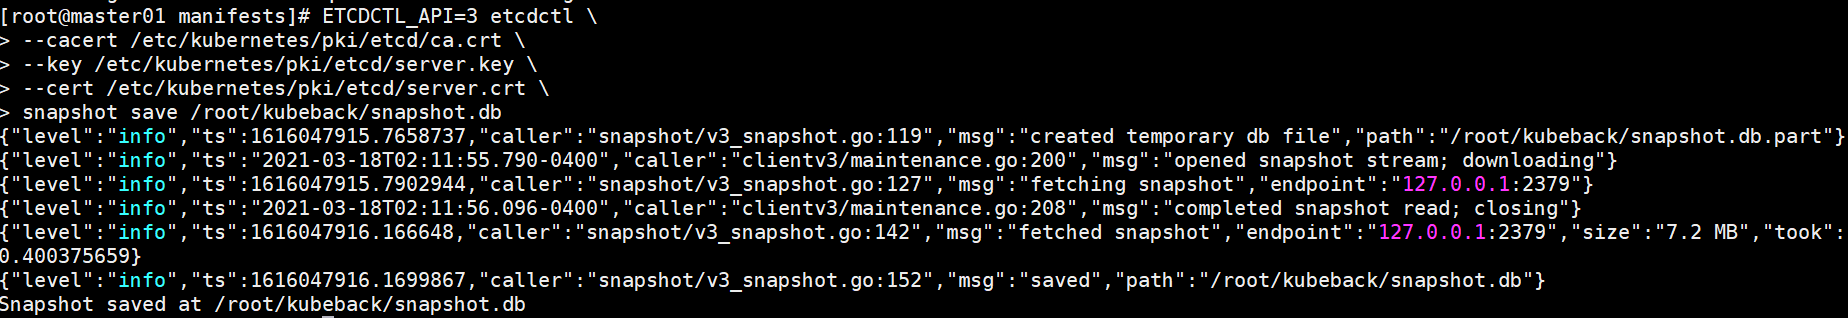 [root@master01 manifests]# ETCDCTL_API=3 etcdctl \
> --cacert /etc/kubernetes/pki/etcd/ca.crt \
> --key /etc/kubernetes/pki/etcd/server.key \
> --cert /etc/kubernetes/pki/etcd/server.crt \
> snapshot save /root/kubeback/snapshot.db
{"level":"info","ts":1616047915.7658737,"caller":"snapshot/v3_snapshot.go:119","msg":"created temporary db file","path":"/root/kubeback/snapshot.db.part"}
{"level":"info","ts":"2021-03-18T02:11:55.790-0400","caller":"clientv3/maintenance.go:200","msg":"opened snapshot stream; downloading"}
{"level":"info","ts":1616047915.7902944,"caller":"snapshot/v3_snapshot.go:127","msg":"fetching snapshot","endpoint":"127.0.0.1:2379"}
{"level":"info","ts":"2021-03-18T02:11:56.096-0400","caller":"clientv3/maintenance.go:208","msg":"completed snapshot read; closing"}
{"level":"info","ts":1616047916.166648,"caller":"snapshot/v3_snapshot.go:142","msg":"fetched snapshot","endpoint":"127.0.0.1:2379","size":"7.2 MB","took":
0.400375659}
{"level":"info","ts":1616047916.1699867,"caller":"snapshot/v3_snapshot.go:152","msg":"saved","path":"/root/kubeback/snapshot.db"}
Snapshot saved at /root/kubeback/snapshot.db